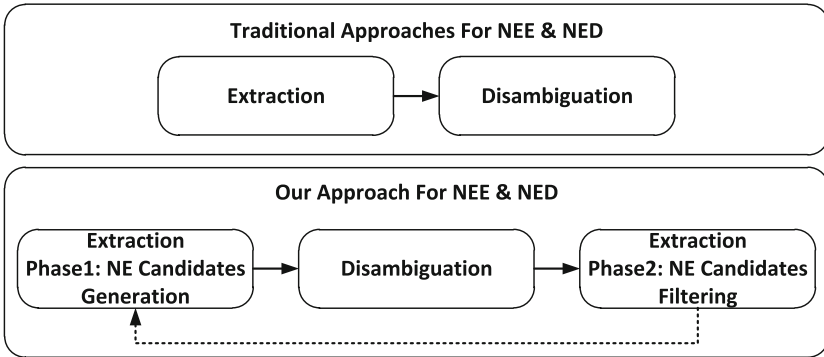 Traditional Approaches For NEE & NED
Extraction
Disambiguation
Our Approach For NEE & NED
Extraction
Phase1: NE Candidates
Generation
Disambiguation
Extraction
Phase2: NE Candidates
Filtering